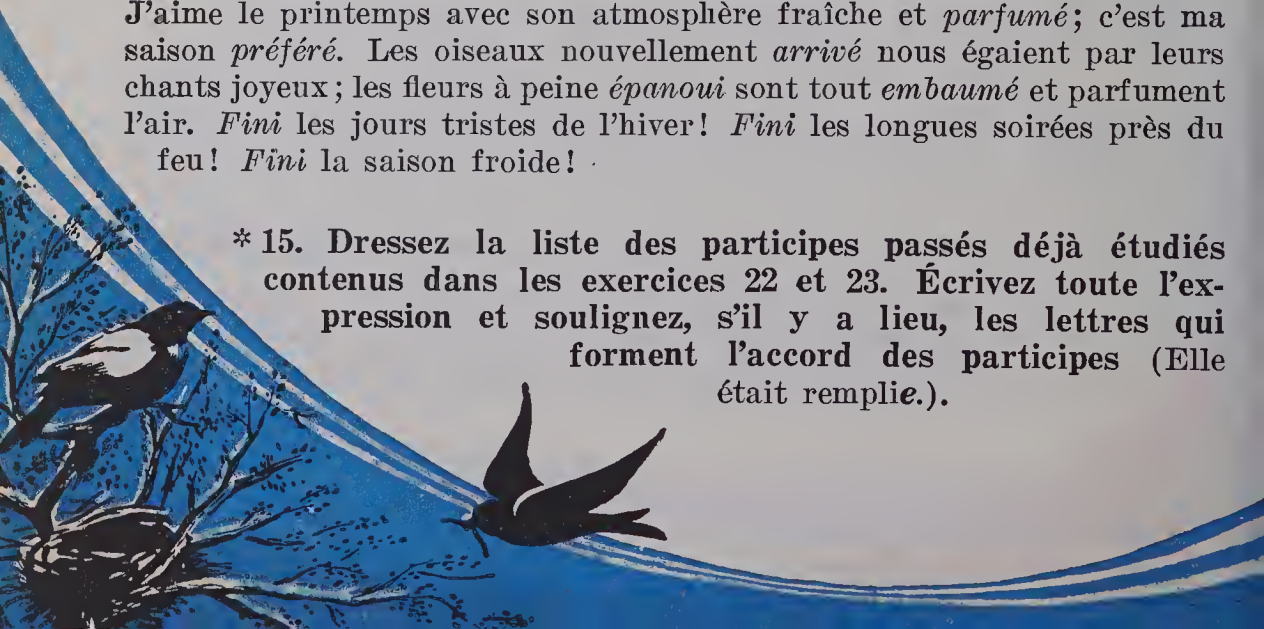 J'aime le printemps avec son atmosphère fraîche et parfumé; c'est ma
saison préféré. Les oiseaux nouvellement arrivé nous égaient par leurs
chants joyeux; les fleurs à peine épanoui sont tout embaumé et parfument
l'air. Fini les jours tristes de l'hiver! Fini les longues soirées près du
feu! Fini la saison froide!
* 15. Dressez la liste des participes passés déjà étudiés
contenus dans les exercices 22 et 23. Écrivez toute l'ex-
pression et soulignez, s'il y a lieu, les lettres qui
forment l'accord des participes (Elle
était remplie.).